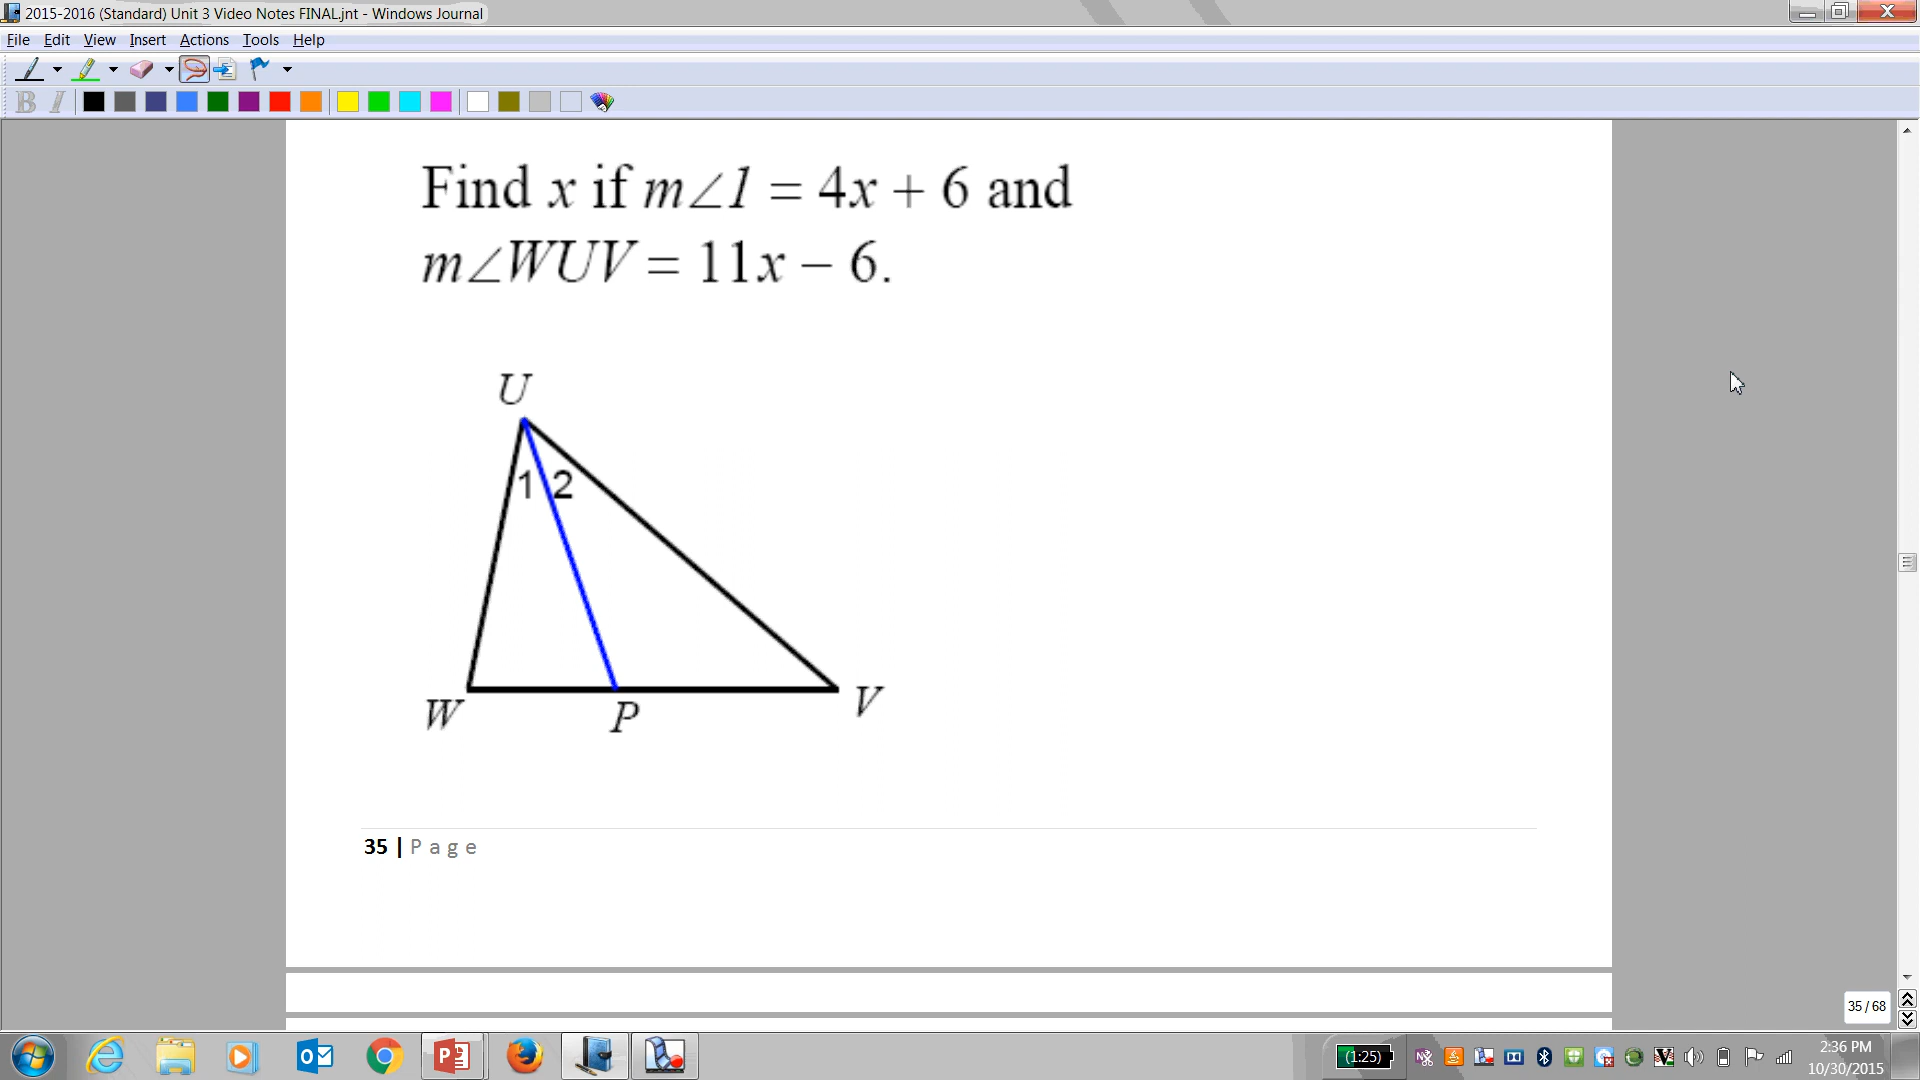 2015-2016 (Standard) Unit 3 Video Notes FINAL.jnt - Windows Journal
File Edit View Insert Actions Tools Help
B I
Find x if m∠1 = 4x + 6 and
m∠WUV = 11x – 6.
U
1 2
W P V
35 | Page
35 / 68
(1:25)
2:36 PM
10/30/2015